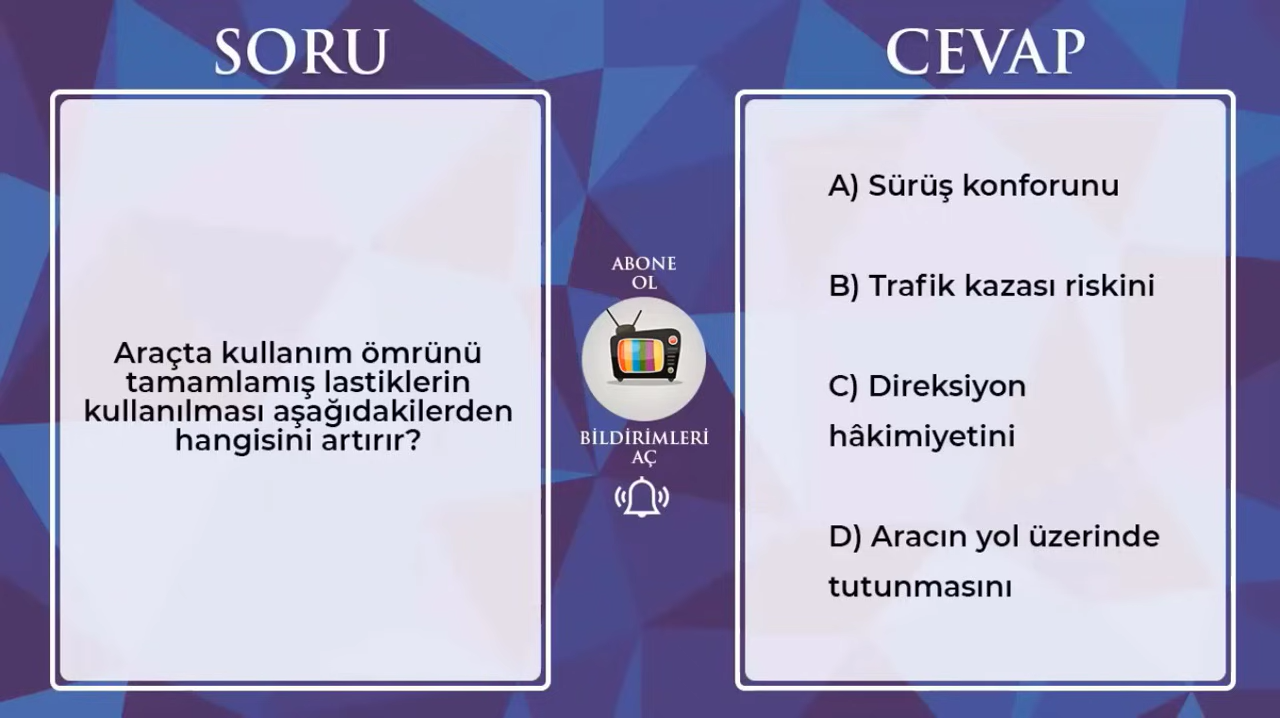 SORU
Araçta kullanım ömrünü
tamamlamış lastiklerin
kullanılması aşağıdakilerden
hangisini artırır?
ABONE
OL
BİLDİRİMLERİ
AÇ
CEVAP
A) Sürüş konforunu
B) Trafik kazası riskini
C) Direksiyon
hâkimiyetini
D) Aracın yol üzerinde
tutunmasını